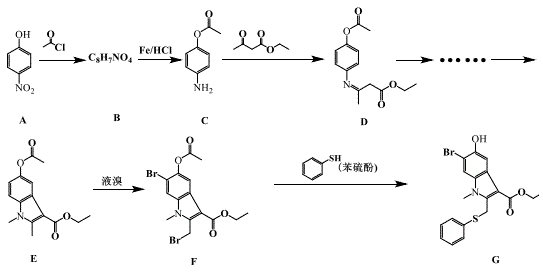 OH
O
Cl
NO₂
A
C₈H₇NO₄
B
Fe/HCl
O
O
NH₂
C
O
O
O
O
O
N
O
O
D
……
O
O
N
O
O
E
液溴
O
O
Br
N
O
O
Br
F
SH
(苯硫酚)
OH
Br
N
O
O
S
G